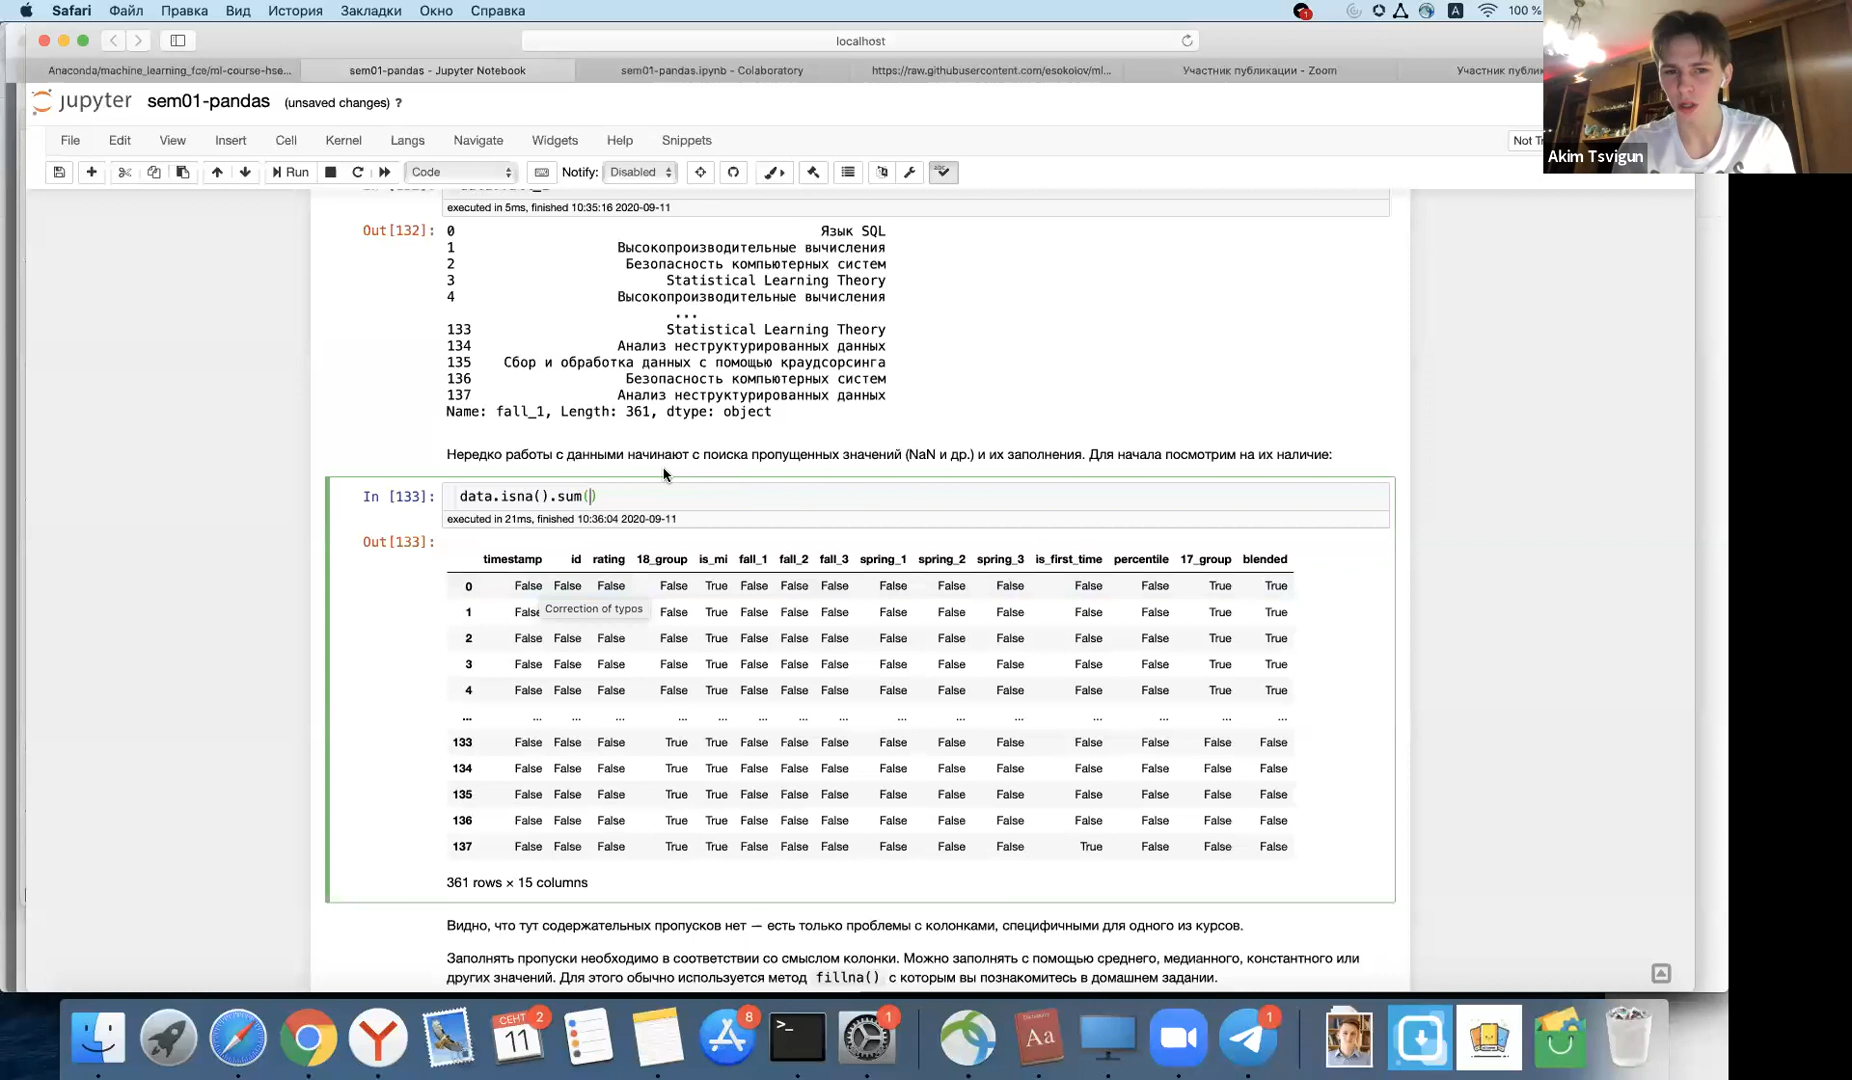 Safari Файл Правка Вид История Закладки Окно Справка
1 A 100 %
localhost
Anaconda/machine_learning_fce/ml-course-hse... sem01-pandas - Jupyter Notebook sem01-pandas.ipynb - Colaboratory https://raw.githubusercontent.com/esokolov/ml... Участник публикации - Zoom Участник публи
jupyter sem01-pandas (unsaved changes) ?
File Edit View Insert Cell Kernel Langs Navigate Widgets Help Snippets Not Tr
Run Code Notify: Disabled
Akim Tsvigun
executed in 5ms, finished 10:35:16 2020-09-11
Out[132]: 0 Язык SQL
1 Высокопроизводительные вычисления
2 Безопасность компьютерных систем
3 Statistical Learning Theory
4 Высокопроизводительные вычисления
...
133 Statistical Learning Theory
134 Анализ неструктурированных данных
135 Сбор и обработка данных с помощью краудсорсинга
136 Безопасность компьютерных систем
137 Анализ неструктурированных данных
Name: fall_1, Length: 361, dtype: object
Нередко работы с данными начинают с поиска пропущенных значений (NaN и др.) и их заполнения. Для начала посмотрим на их наличие:
In [133]: data.isna().sum()
executed in 21ms, finished 10:36:04 2020-09-11
Out[133]:
timestamp id rating 18_group is_mi fall_1 fall_2 fall_3 spring_1 spring_2 spring_3 is_first_time percentile 17_group blended
0 False False False False True False False False False False False False False True True
Correction of typos
1 False False True False False False False False False False False True True
2 False False False False True False False False False False False False False True True
3 False False False False True False False False False False False False False True True
4 False False False False True False False False False False False False False True True
... ... ... ... ... ... ... ... ... ... ... ... ... ... ... ...
133 False False False True True False False False False False False False False False False
134 False False False True True False False False False False False False False False False
135 False False False True True False False False False False False False False False False
136 False False False True True False False False False False False False False False False
137 False False False True True False False False False False False True False False False
361 rows × 15 columns
Видно, что тут содержательных пропусков нет — есть только проблемы с колонками, специфичными для одного из курсов.
Заполнять пропуски необходимо в соответствии со смыслом колонки. Можно заполнять с помощью среднего, медианного, константного или
других значений. Для этого обычно используется метод fillna() с которым вы познакомитесь в домашнем задании.
СЕНТ 2 8 1 1
11 Aa